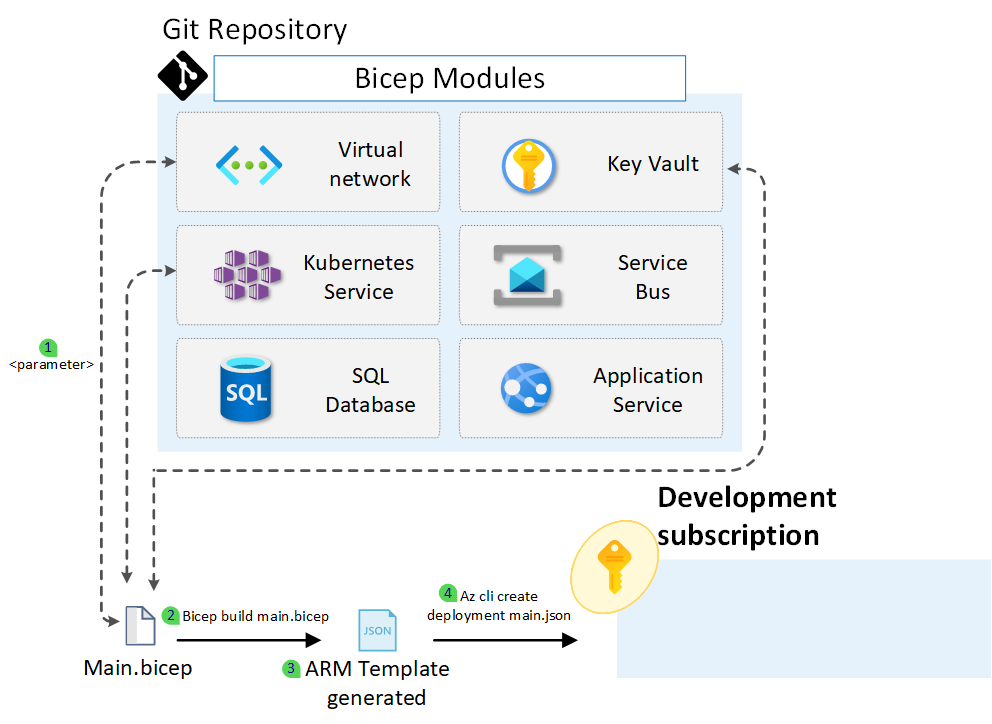 Git Repository
Bicep Modules
Virtual
network
Key Vault
Kubernetes
Service
Service
Bus
SQL
SQL
Database
Application
Service
1
<parameter>
Development
subscription
2 Bicep build main.bicep
4 Az cli create
deployment main.json
JSON
Main.bicep
3 ARM Template
generated